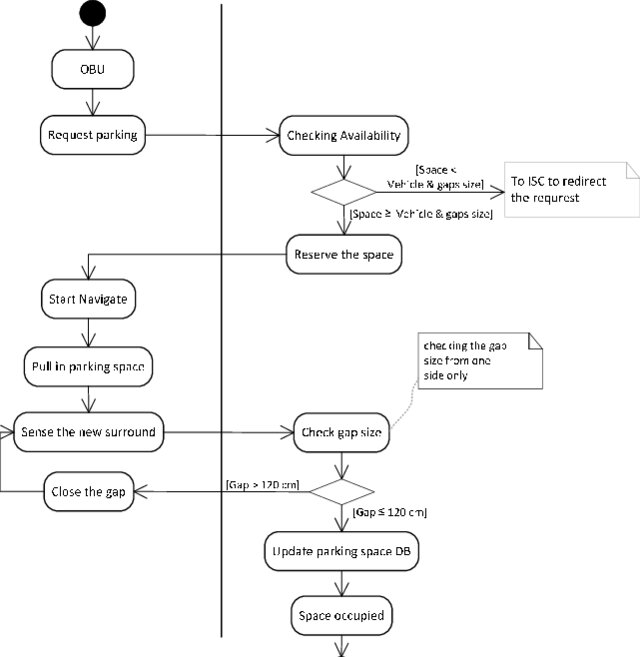 OBU
Request parking
Checking Availability
[Space <
Vehicle & gaps size]
To ISC to redirect
the requrest
[Space ≥ Vehicle & gaps size]
Reserve the space
Start Navigate
Pull in parking space
checking the gap
size from one
side only
Sense the new surround
Check gap size
[Gap > 120 cm]
Close the gap
[Gap ≤ 120 cm]
Update parking space DB
Space occupied